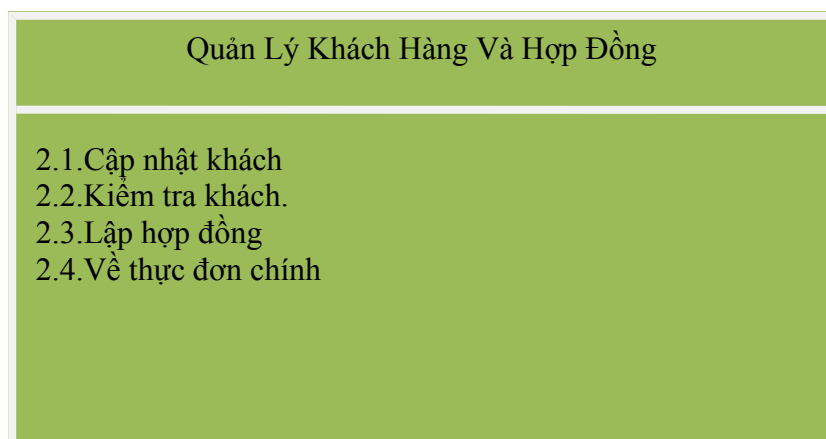 Quản Lý Khách Hàng Và Hợp Đồng
2.1.Cập nhật khách
2.2.Kiểm tra khách.
2.3.Lập hợp đồng
2.4.Về thực đơn chính